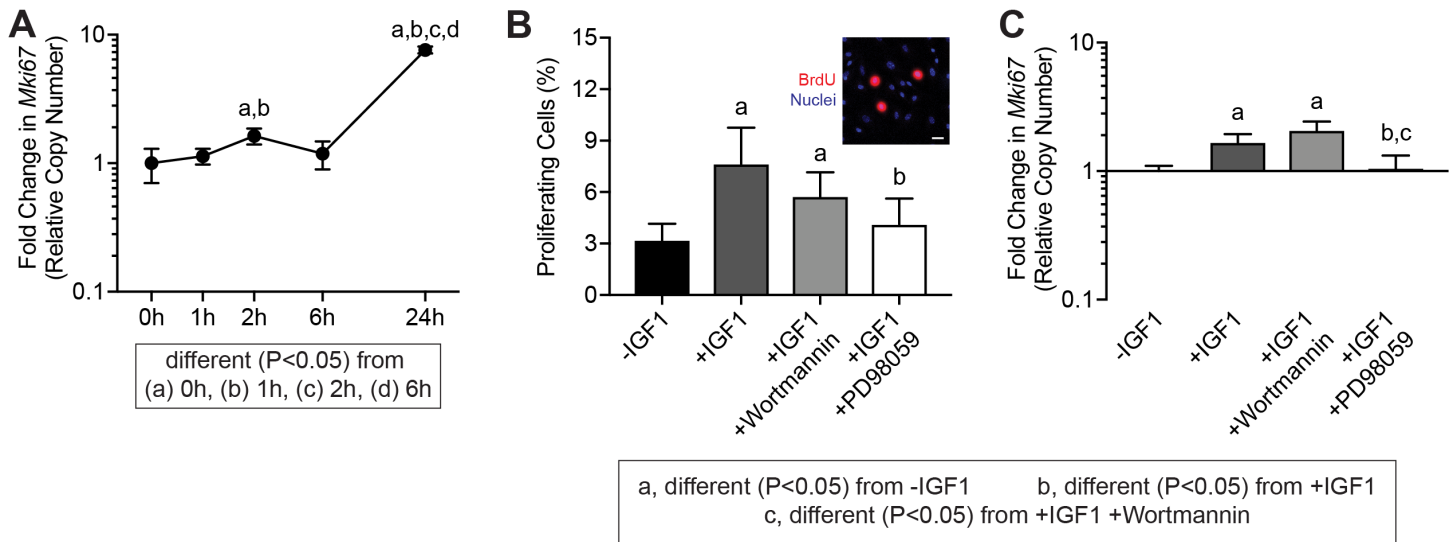 A
Fold Change in Mki67
(Relative Copy Number)
10
1
0.1
a,b
a,b,c,d
0h
1h
2h
6h
24h
different (P<0.05) from
(a) 0h, (b) 1h, (c) 2h, (d) 6h
B
Proliferating Cells (%)
15
12
9
6
3
0
BrdU
Nuclei
a
a
b
-IGF1
+IGF1
+IGF1
+Wortmannin
+IGF1
+PD98059
C
Fold Change in Mki67
(Relative Copy Number)
10
1
0.1
a
a
b,c
-IGF1
+IGF1
+IGF1
+Wortmannin
+IGF1
+PD98059
a, different (P<0.05) from -IGF1
b, different (P<0.05) from +IGF1
c, different (P<0.05) from +IGF1 +Wortmannin